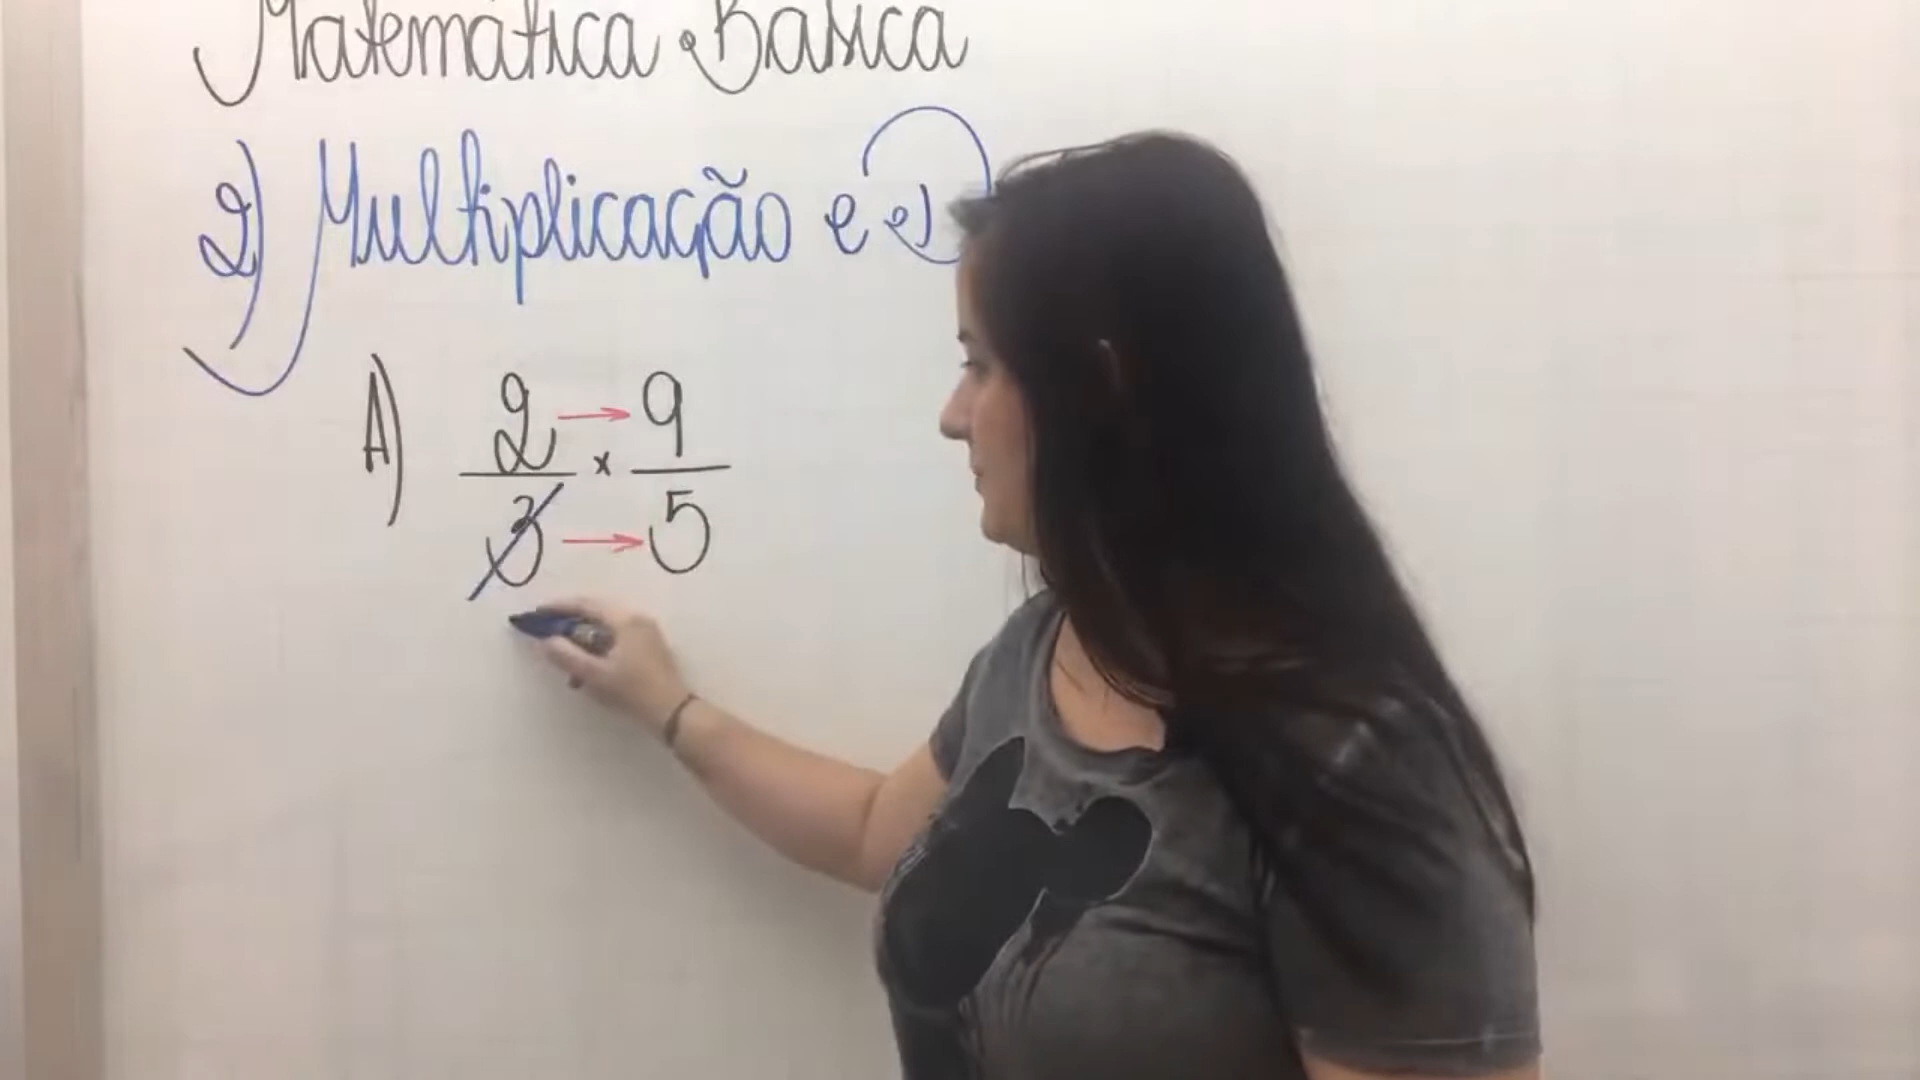 Matemática Básica
2) Multiplicação e
A) 2 → 9
×
3 → 5